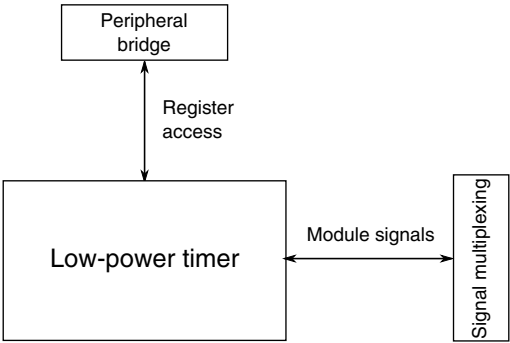 Peripheral
bridge
Register
access
Low-power timer
Module signals
Signal multiplexing